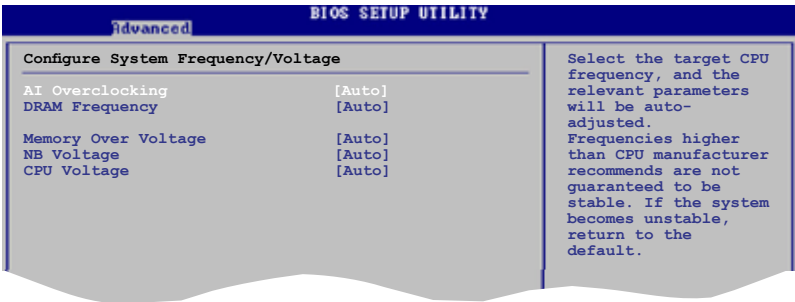 BIOS SETUP UTILITY
Advanced
Configure System Frequency/Voltage
AI Overclocking [Auto]
DRAM Frequency [Auto]
Memory Over Voltage [Auto]
NB Voltage [Auto]
CPU Voltage [Auto]
Select the target CPU
frequency, and the
relevant parameters
will be auto-
adjusted.
Frequencies higher
than CPU manufacturer
recommends are not
guaranteed to be
stable. If the system
becomes unstable,
return to the
default.